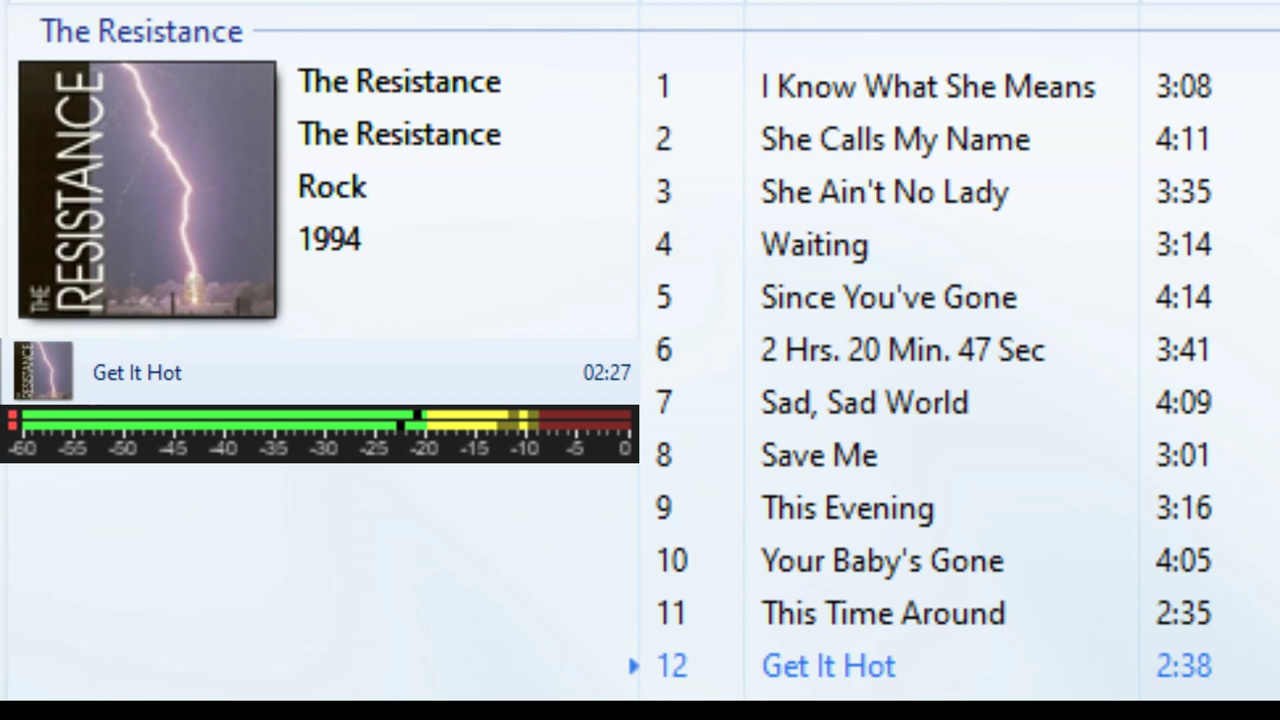 The Resistance
THE RESISTANCE
The Resistance
The Resistance
Rock
1994
RESISTANCE
Get It Hot 02:27
-60 -55 -50 -45 -40 -35 -30 -25 -20 -15 -10 -5 0
1 I Know What She Means 3:08
2 She Calls My Name 4:11
3 She Ain't No Lady 3:35
4 Waiting 3:14
5 Since You've Gone 4:14
6 2 Hrs. 20 Min. 47 Sec 3:41
7 Sad, Sad World 4:09
8 Save Me 3:01
9 This Evening 3:16
10 Your Baby's Gone 4:05
11 This Time Around 2:35
12 Get It Hot 2:38